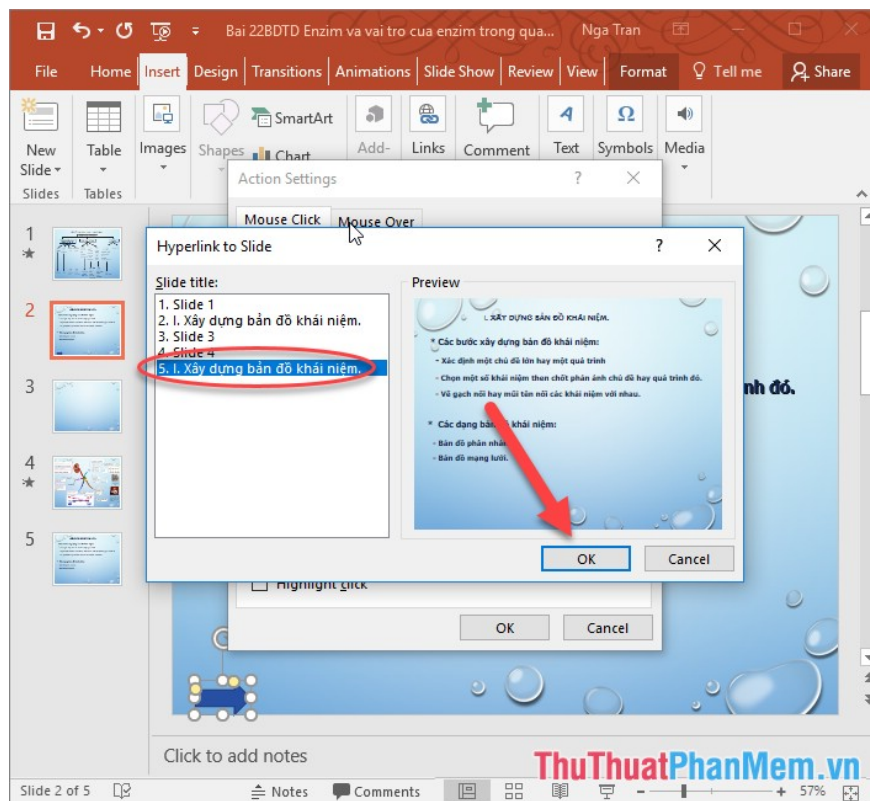 Bai 22BDTD Enzim va vai tro cua enzim trong qua... Nga Tran
File Home Insert Design Transitions Animations Slide Show Review View Format Tell me Share
New Slide Table Images Shapes SmartArt Chart Add- Links Comment Text Symbols Media
Slides Tables
Action Settings ?
Mouse Click Mouse Over
Hyperlink to Slide ?
Slide title:
1. Slide 1
2. I. Xây dựng bản đồ khái niệm.
3. Slide 3
4. Slide 4
5. I. Xây dựng bản đồ khái niệm.
Preview
I. XÂY DỰNG BẢN ĐỒ KHÁI NIỆM.
* Các bước xây dựng bản đồ khái niệm:
- Xác định một chủ đề lớn hay một quá trình
- Chọn một số khái niệm then chốt phản ánh chủ đề hay quá trình đó.
- Vẽ gạch nối hay mũi tên nối các khái niệm với nhau.
* Các dạng bản đồ khái niệm:
- Bản đồ phân nhánh
- Bản đồ mạng lưới.
OK Cancel
1
2
3
4
5
nh đó.
Highlight click
OK Cancel
Click to add notes
ThuThuatPhanMem.vn
Slide 2 of 5 Notes Comments 57%